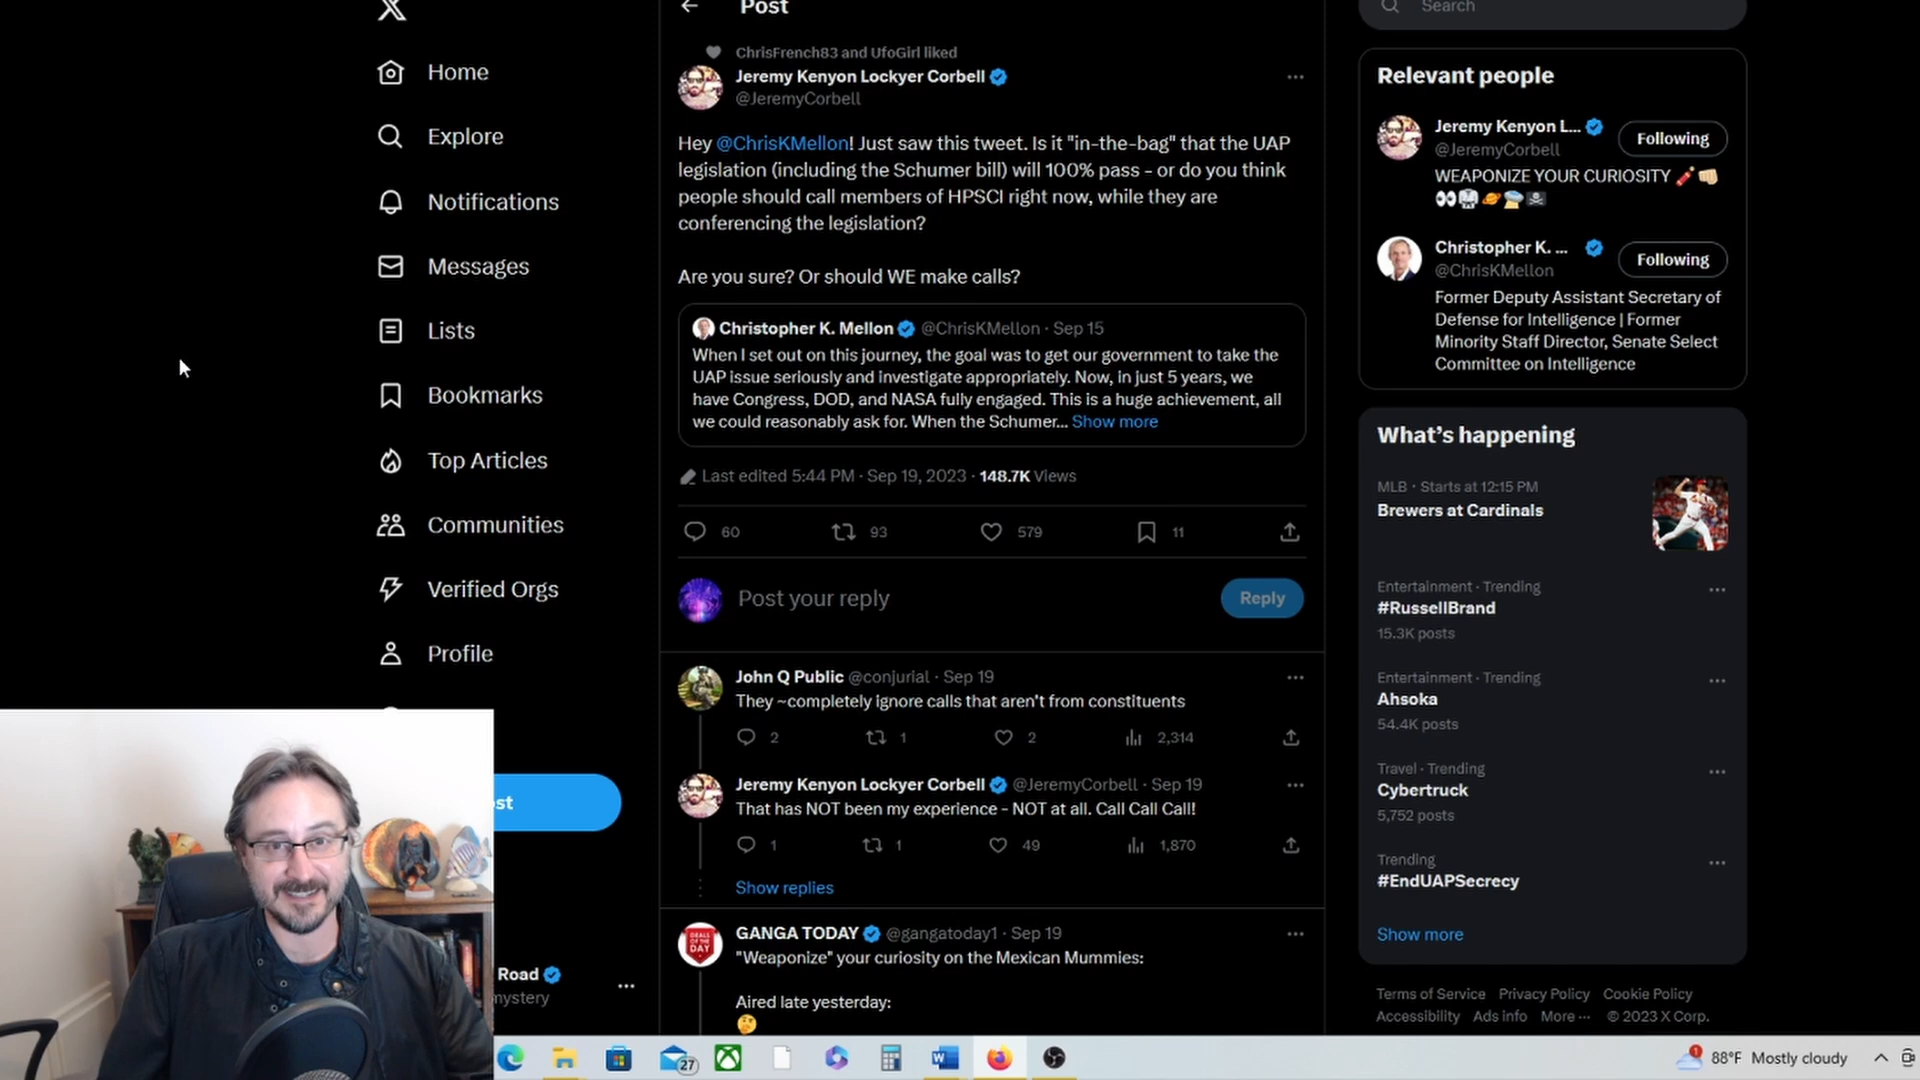 Home
Explore
Notifications
Messages
Lists
Bookmarks
Top Articles
Communities
Verified Orgs
Profile
st
Road
mystery
Post
ChrisFrench83 and UfoGirl liked
Jeremy Kenyon Lockyer Corbell
@JeremyCorbell
Hey @ChrisKMellon! Just saw this tweet. Is it "in-the-bag" that the UAP
legislation (including the Schumer bill) will 100% pass - or do you think
people should call members of HPSCI right now, while they are
conferencing the legislation?
Are you sure? Or should WE make calls?
Christopher K. Mellon @ChrisKMellon · Sep 15
When I set out on this journey, the goal was to get our government to take the
UAP issue seriously and investigate appropriately. Now, in just 5 years, we
have Congress, DOD, and NASA fully engaged. This is a huge achievement, all
we could reasonably ask for. When the Schumer... Show more
Last edited 5:44 PM · Sep 19, 2023 · 148.7K Views
60 93 579 11
Post your reply
Reply
John Q Public @conjurial · Sep 19
They ~completely ignore calls that aren't from constituents
2 1 2 2,314
Jeremy Kenyon Lockyer Corbell @JeremyCorbell · Sep 19
That has NOT been my experience - NOT at all. Call Call Call!
1 1 49 1,870
Show replies
DEALS OF THE DAY
GANGA TODAY @gangatoday1 · Sep 19
"Weaponize" your curiosity on the Mexican Mummies:
Aired late yesterday:
Search
Relevant people
Jeremy Kenyon L...
@JeremyCorbell
Following
WEAPONIZE YOUR CURIOSITY
Christopher K. ...
@ChrisKMellon
Following
Former Deputy Assistant Secretary of
Defense for Intelligence | Former
Minority Staff Director, Senate Select
Committee on Intelligence
What's happening
MLB · Starts at 12:15 PM
Brewers at Cardinals
Entertainment · Trending
#RussellBrand
15.3K posts
Entertainment · Trending
Ahsoka
54.4K posts
Travel · Trending
Cybertruck
5,752 posts
Trending
#EndUAPSecrecy
Show more
Terms of Service Privacy Policy Cookie Policy
Accessibility Ads info More ··· © 2023 X Corp.
27
W
1
88°F Mostly cloudy